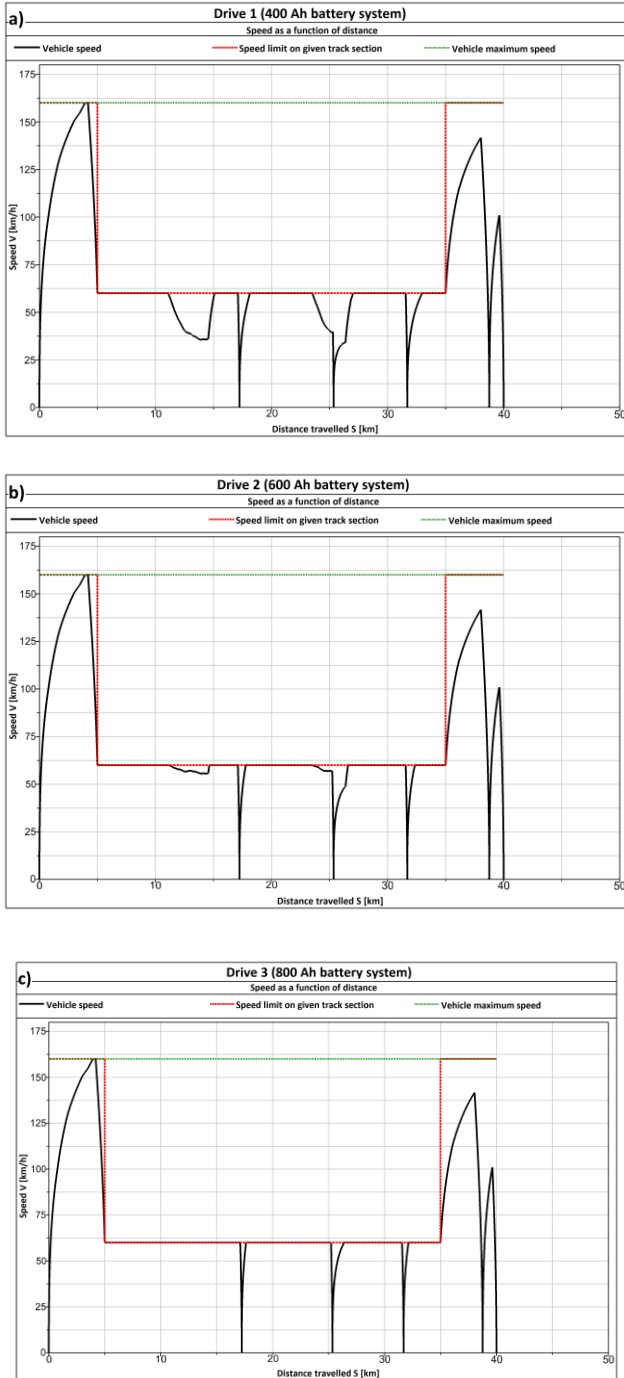 a)
Drive 1 (400 Ah battery system)
Speed as a function of distance
Vehicle speed Speed limit on given track section Vehicle maximum speed
175
150
125
100
75
50
25
0
Speed V [km/h]
0 10 20 30 40 50
Distance travelled S [km]
b)
Drive 2 (600 Ah battery system)
Speed as a function of distance
Vehicle speed Speed limit on given track section Vehicle maximum speed
175
150
125
100
75
50
25
0
Speed V [km/h]
0 10 20 30 40 50
Distance travelled S [km]
c)
Drive 3 (800 Ah battery system)
Speed as a function of distance
Vehicle speed Speed limit on given track section Vehicle maximum speed
175
150
125
100
75
50
25
0
Speed V [km/h]
0 10 20 30 40 50
Distance travelled S [km]